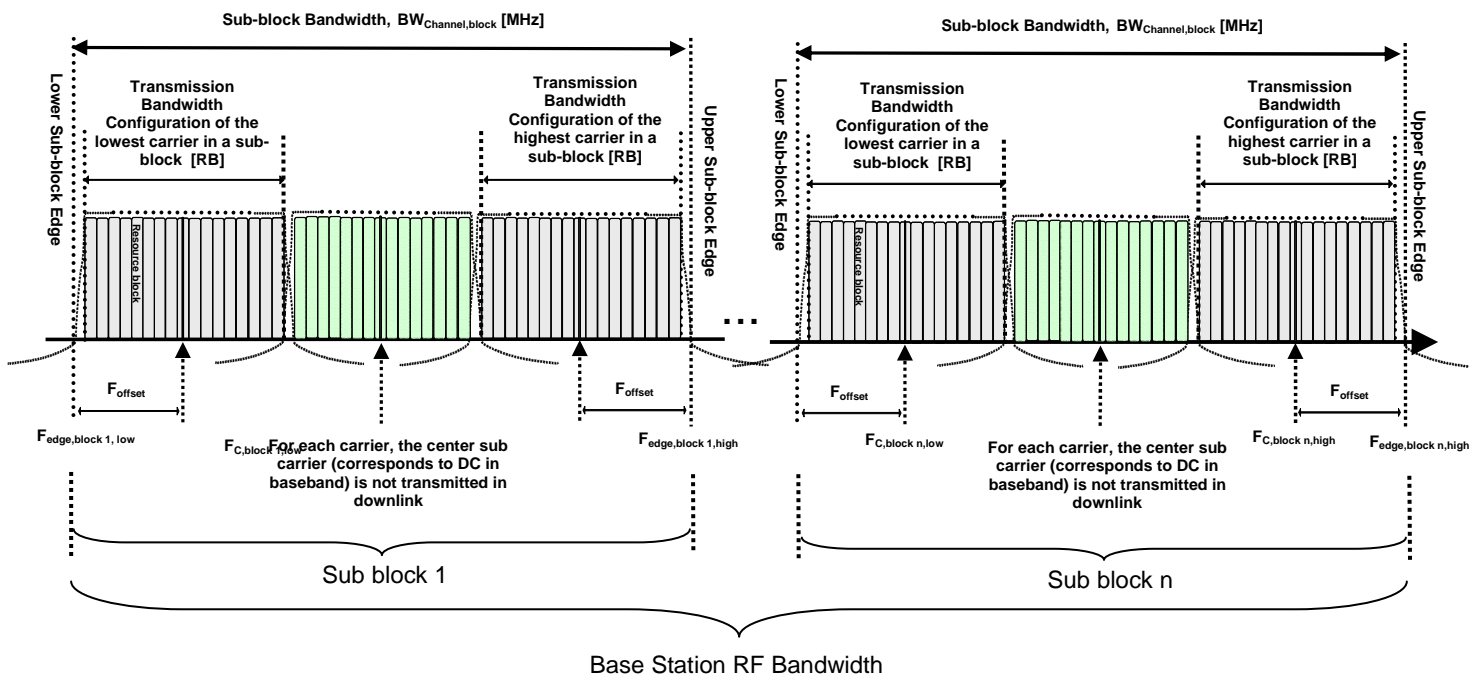 Sub-block Bandwidth, BWChannel,block [MHz]
Lower Sub-block Edge
Transmission
Bandwidth
Configuration of the
lowest carrier in a sub-
block [RB]
Transmission
Bandwidth
Configuration of the
highest carrier in a
sub-block [RB]
Upper Sub-block Edge
Resource block
Foffset
Foffset
Fedge,block 1, low
FC,block 1,low
For each carrier, the center sub
carrier (corresponds to DC in
baseband) is not transmitted in
downlink
Fedge,block 1,high
Sub block 1
...
Sub-block Bandwidth, BWChannel,block [MHz]
Lower Sub-block Edge
Transmission
Bandwidth
Configuration of the
lowest carrier in a
sub-block [RB]
Transmission
Bandwidth
Configuration of the
highest carrier in a
sub-block [RB]
Upper Sub-block Edge
Resource block
Foffset
Foffset
FC,block n,low
For each carrier, the center sub
carrier (corresponds to DC in
baseband) is not transmitted in
downlink
FC,block n,high
Fedge,block n,high
Sub block n
Base Station RF Bandwidth